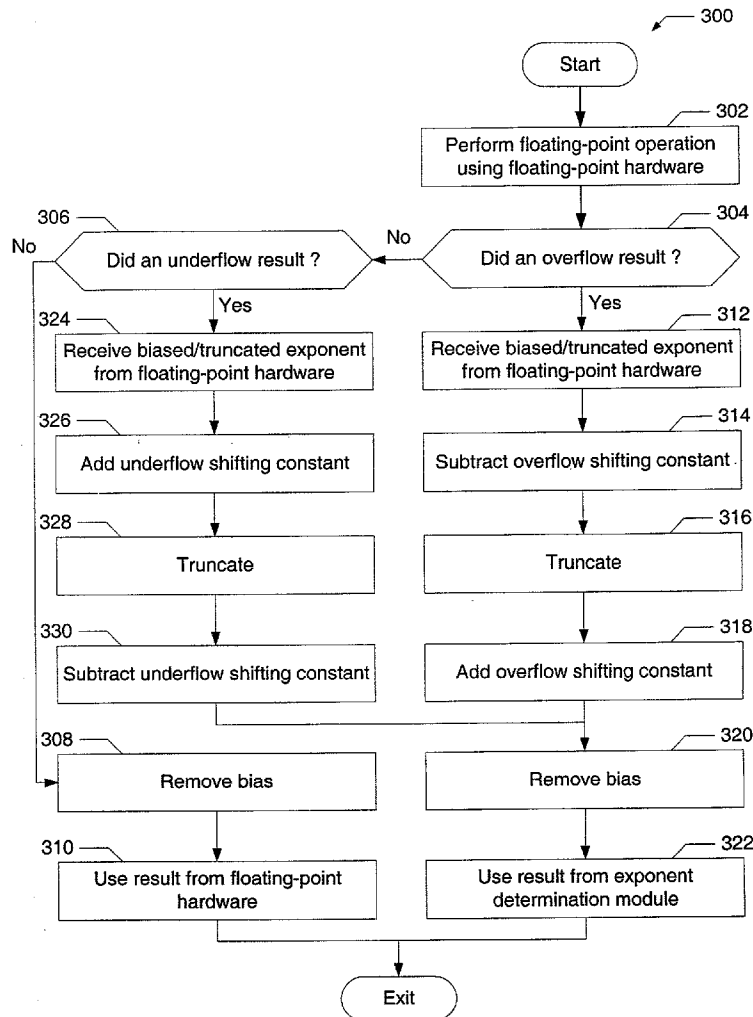 300
Start
302
Perform floating-point operation
using floating-point hardware
306
304
No
Did an underflow result ?
No
Did an overflow result ?
Yes
Yes
324
312
Receive biased/truncated exponent
from floating-point hardware
Receive biased/truncated exponent
from floating-point hardware
326
314
Add underflow shifting constant
Subtract overflow shifting constant
328
316
Truncate
Truncate
330
318
Subtract underflow shifting constant
Add overflow shifting constant
308
320
Remove bias
Remove bias
310
322
Use result from floating-point
hardware
Use result from exponent
determination module
Exit